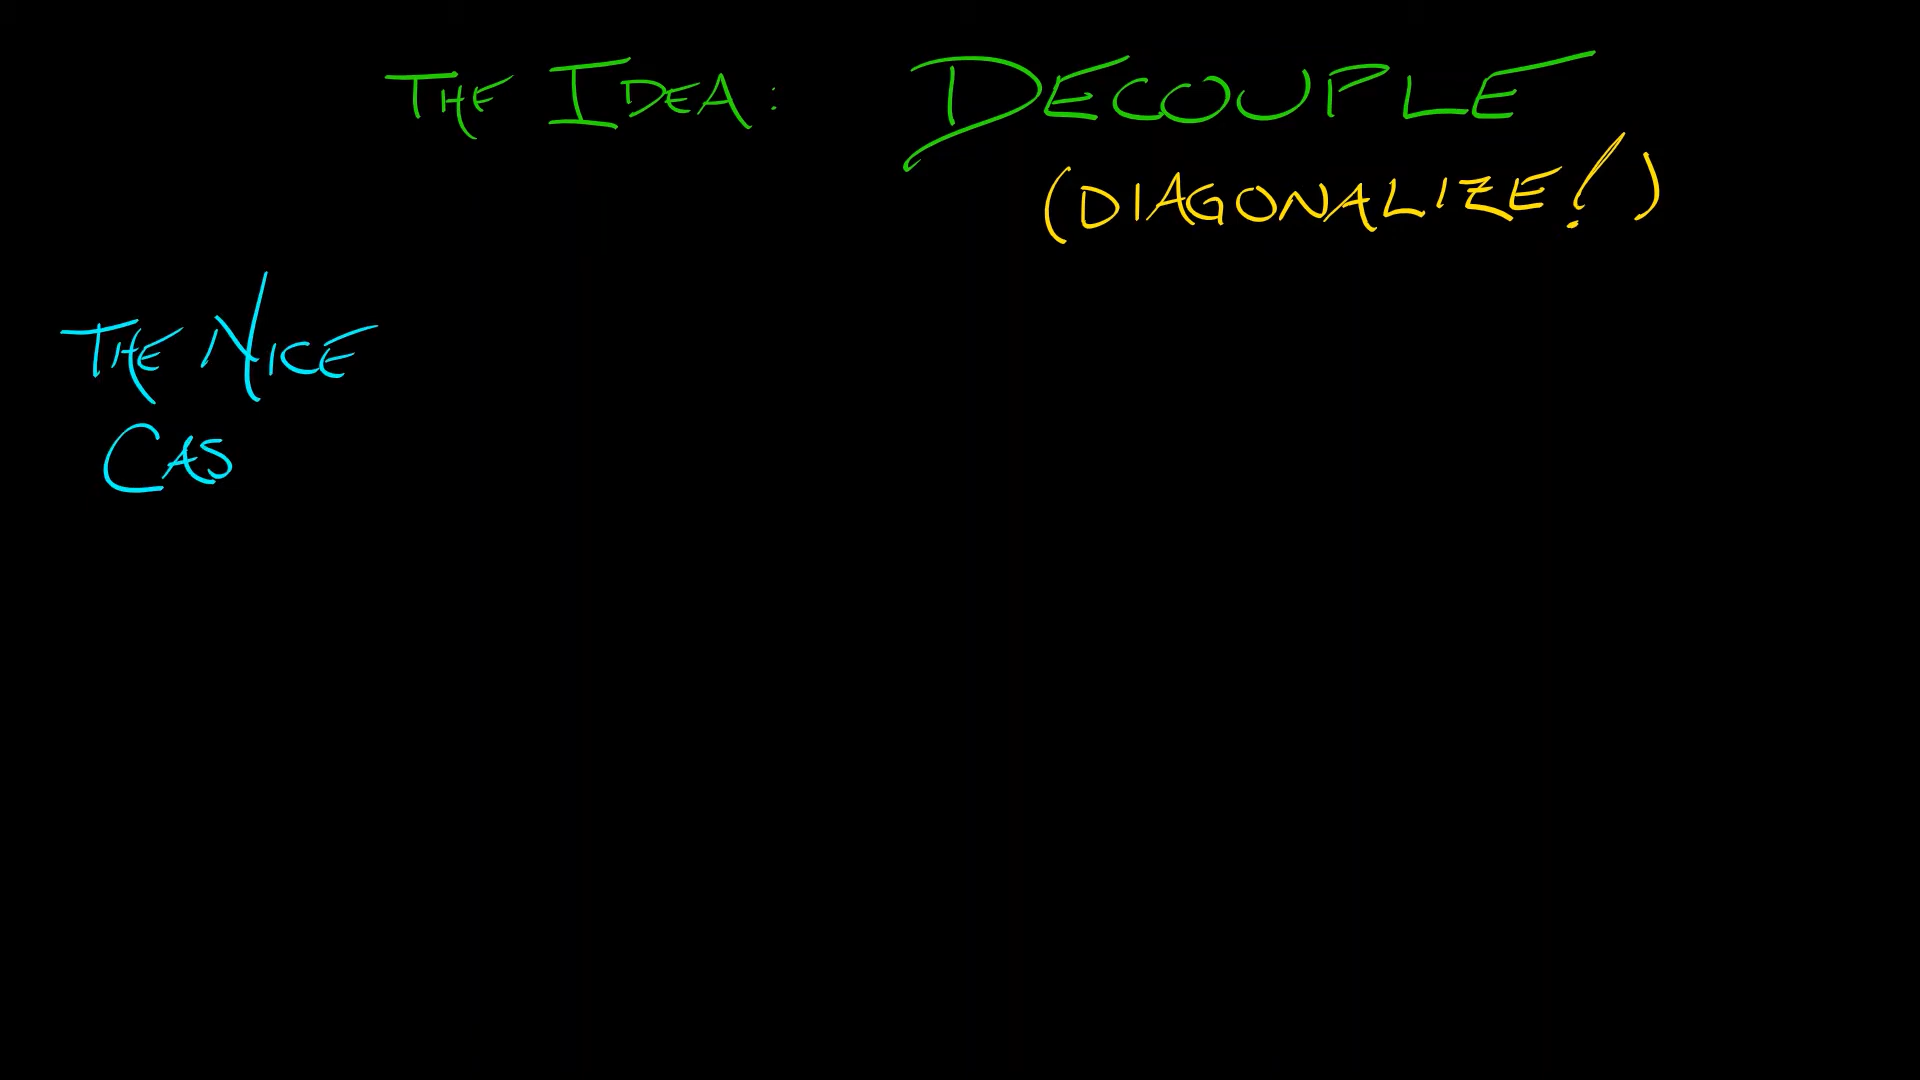 THE IDEA: DECOUPLE
(DIAGONALIZE!)
THE NICE
CAS